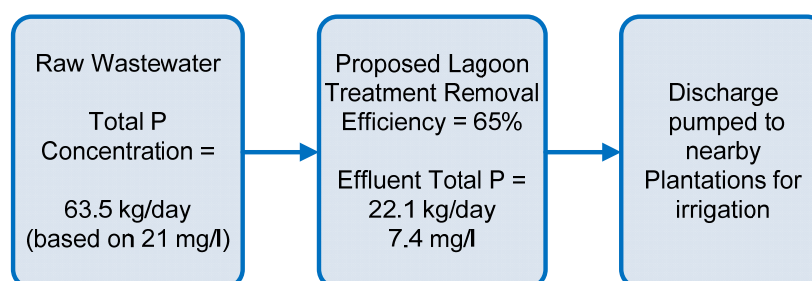 Raw Wastewater
Total P
Concentration =
63.5 kg/day
(based on 21 mg/l)
Proposed Lagoon
Treatment Removal
Efficiency = 65%
Effluent Total P =
22.1 kg/day
7.4 mg/l
Discharge
pumped to
nearby
Plantations for
irrigation